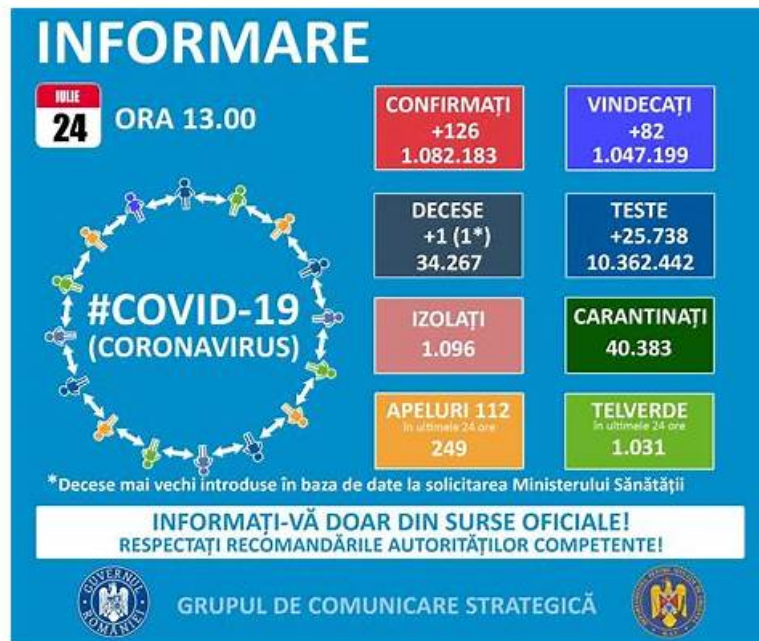 INFORMARE
IULIE
24
ORA 13.00
CONFIRMAȚI
+126
1.082.183
VINDECAȚI
+82
1.047.199
DECESE
+1 (1*)
34.267
TESTE
+25.738
10.362.442
#COVID-19
(CORONAVIRUS)
IZOLAȚI
1.096
CARANTINAȚI
40.383
APELURI 112
în ultimele 24 ore
249
TELVERDE
în ultimele 24 ore
1.031
*Decese mai vechi introduse în baza de date la solicitarea Ministerului Sănătății
INFORMAȚI-VĂ DOAR DIN SURSE OFICIALE!
RESPECTAȚI RECOMANDĂRILE AUTORITĂȚILOR COMPETENTE!
GUVERNUL ROMÂNIEI
GRUPUL DE COMUNICARE STRATEGICĂ